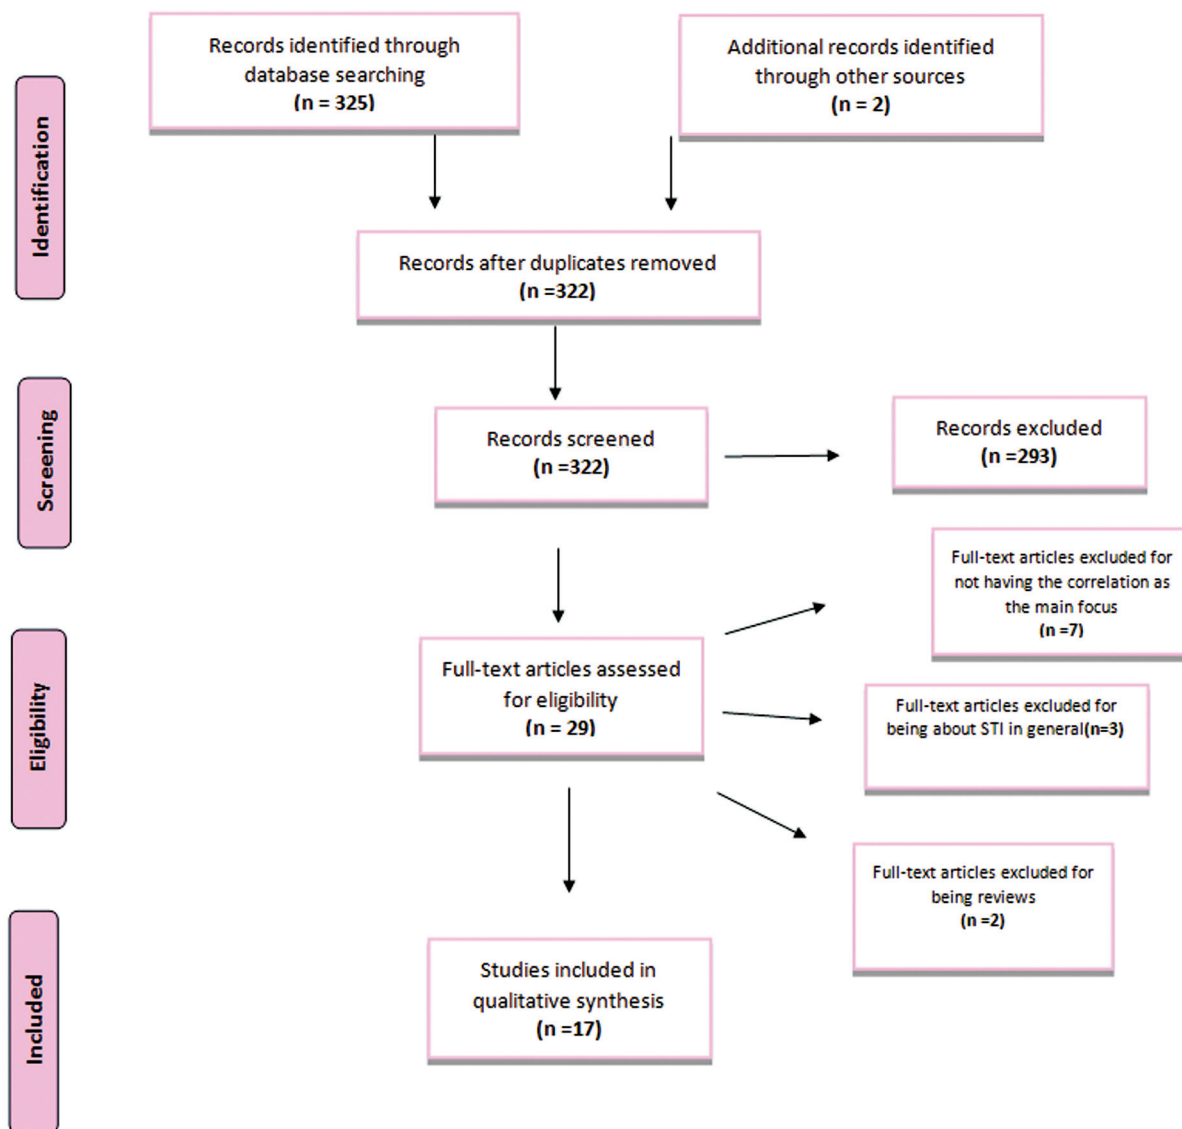 Identification
Records identified through
database searching
(n = 325)
Additional records identified
through other sources
(n = 2)
Records after duplicates removed
(n =322)
Screening
Records screened
(n =322)
Records excluded
(n =293)
Eligibility
Full-text articles assessed
for eligibility
(n = 29)
Full-text articles excluded for
not having the correlation as
the main focus
(n =7)
Full-text articles excluded for
being about STI in general(n=3)
Full-text articles excluded for
being reviews
(n =2)
Included
Studies included in
qualitative synthesis
(n =17)